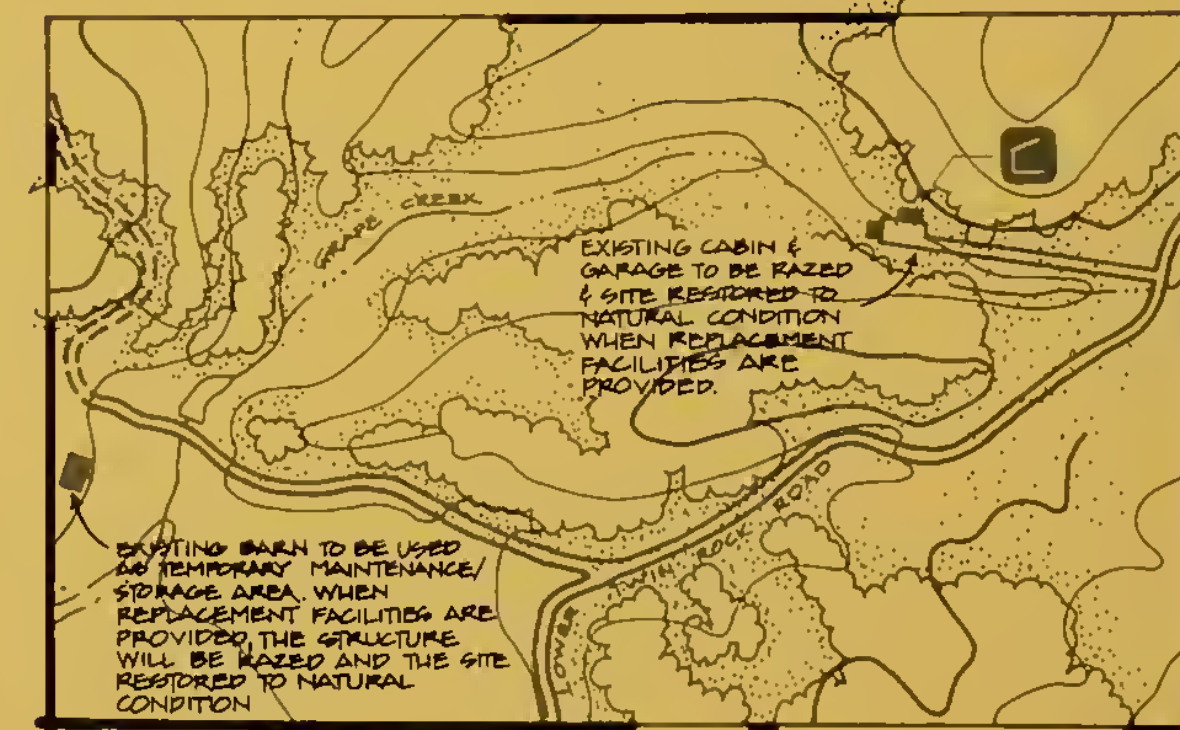 GRAPE CREEK
EXISTING CABIN &
GARAGE TO BE RAZED
& SITE RESTORED TO
NATURAL CONDITION
WHEN REPLACEMENT
FACILITIES ARE
PROVIDED.
LOWER TWIN ROCK ROAD
EXISTING BARN TO BE USED
AS TEMPORARY MAINTENANCE/
STORAGE AREA. WHEN
REPLACEMENT FACILITIES ARE
PROVIDED, THE STRUCTURE
WILL BE RAZED AND THE SITE
RESTORED TO NATURAL
CONDITION